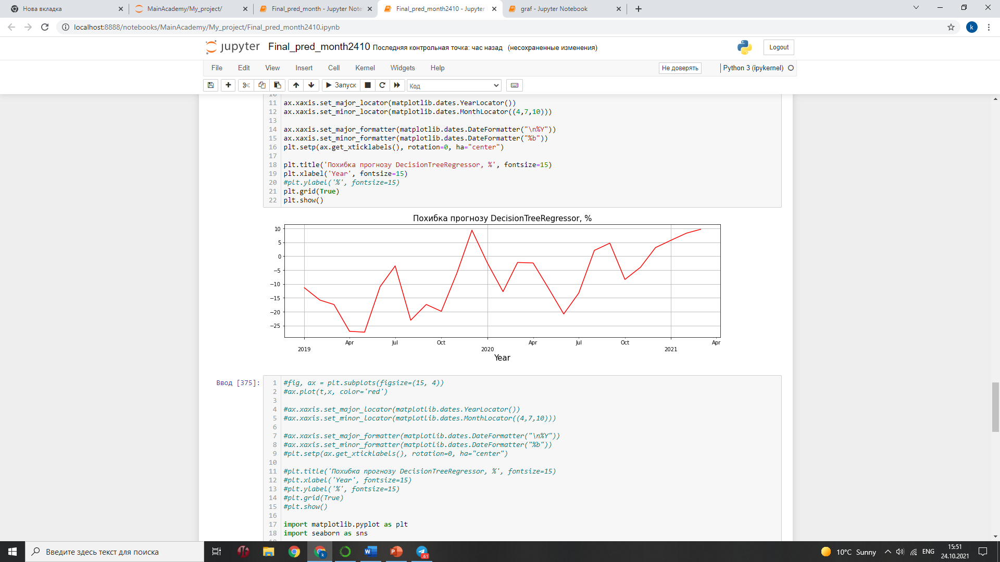 Нова вкладка
MainAcademy/My_project/
Final_pred_month - Jupyter Note
Final_pred_month2410 - Jupyter
graf - Jupyter Notebook
localhost:8888/notebooks/MainAcademy/My_project/Final_pred_month2410.ipynb
k
jupyter Final_pred_month2410 Последняя контрольная точка: час назад (несохраненные изменения)
Logout
File Edit View Insert Cell Kernel Widgets Help
Не доверять
Python 3 (ipykernel)
Запуск
Код
10
11 ax.xaxis.set_major_locator(matplotlib.dates.YearLocator())
12 ax.xaxis.set_minor_locator(matplotlib.dates.MonthLocator((4,7,10)))
13
14 ax.xaxis.set_major_formatter(matplotlib.dates.DateFormatter("\n%Y"))
15 ax.xaxis.set_minor_formatter(matplotlib.dates.DateFormatter("%b"))
16 plt.setp(ax.get_xticklabels(), rotation=0, ha="center")
17
18 plt.title('Похибка прогнозу DecisionTreeRegressor, %', fontsize=15)
19 plt.xlabel('Year', fontsize=15)
20 #plt.ylabel('%', fontsize=15)
21 plt.grid(True)
22 plt.show()
Похибка прогнозу DecisionTreeRegressor, %
10
5
0
−5
−10
−15
−20
−25
Apr Jul Oct Apr Jul Oct Apr
2019 2020 2021
Year
Ввод [375]:
1 #fig, ax = plt.subplots(figsize=(15, 4))
2 #ax.plot(t,x, color='red')
3
4 #ax.xaxis.set_major_locator(matplotlib.dates.YearLocator())
5 #ax.xaxis.set_minor_locator(matplotlib.dates.MonthLocator((4,7,10)))
6
7 #ax.xaxis.set_major_formatter(matplotlib.dates.DateFormatter("\n%Y"))
8 #ax.xaxis.set_minor_formatter(matplotlib.dates.DateFormatter("%b"))
9 #plt.setp(ax.get_xticklabels(), rotation=0, ha="center")
10
11 #plt.title('Похибка прогнозу DecisionTreeRegressor, %', fontsize=15)
12 #plt.xlabel('Year', fontsize=15)
13 #plt.ylabel('%', fontsize=15)
14 #plt.grid(True)
15 #plt.show()
16
17 import matplotlib.pyplot as plt
18 import seaborn as sns
Введите здесь текст для поиска
k
W
P
61
10°C Sunny
ENG
15:51
24.10.2021